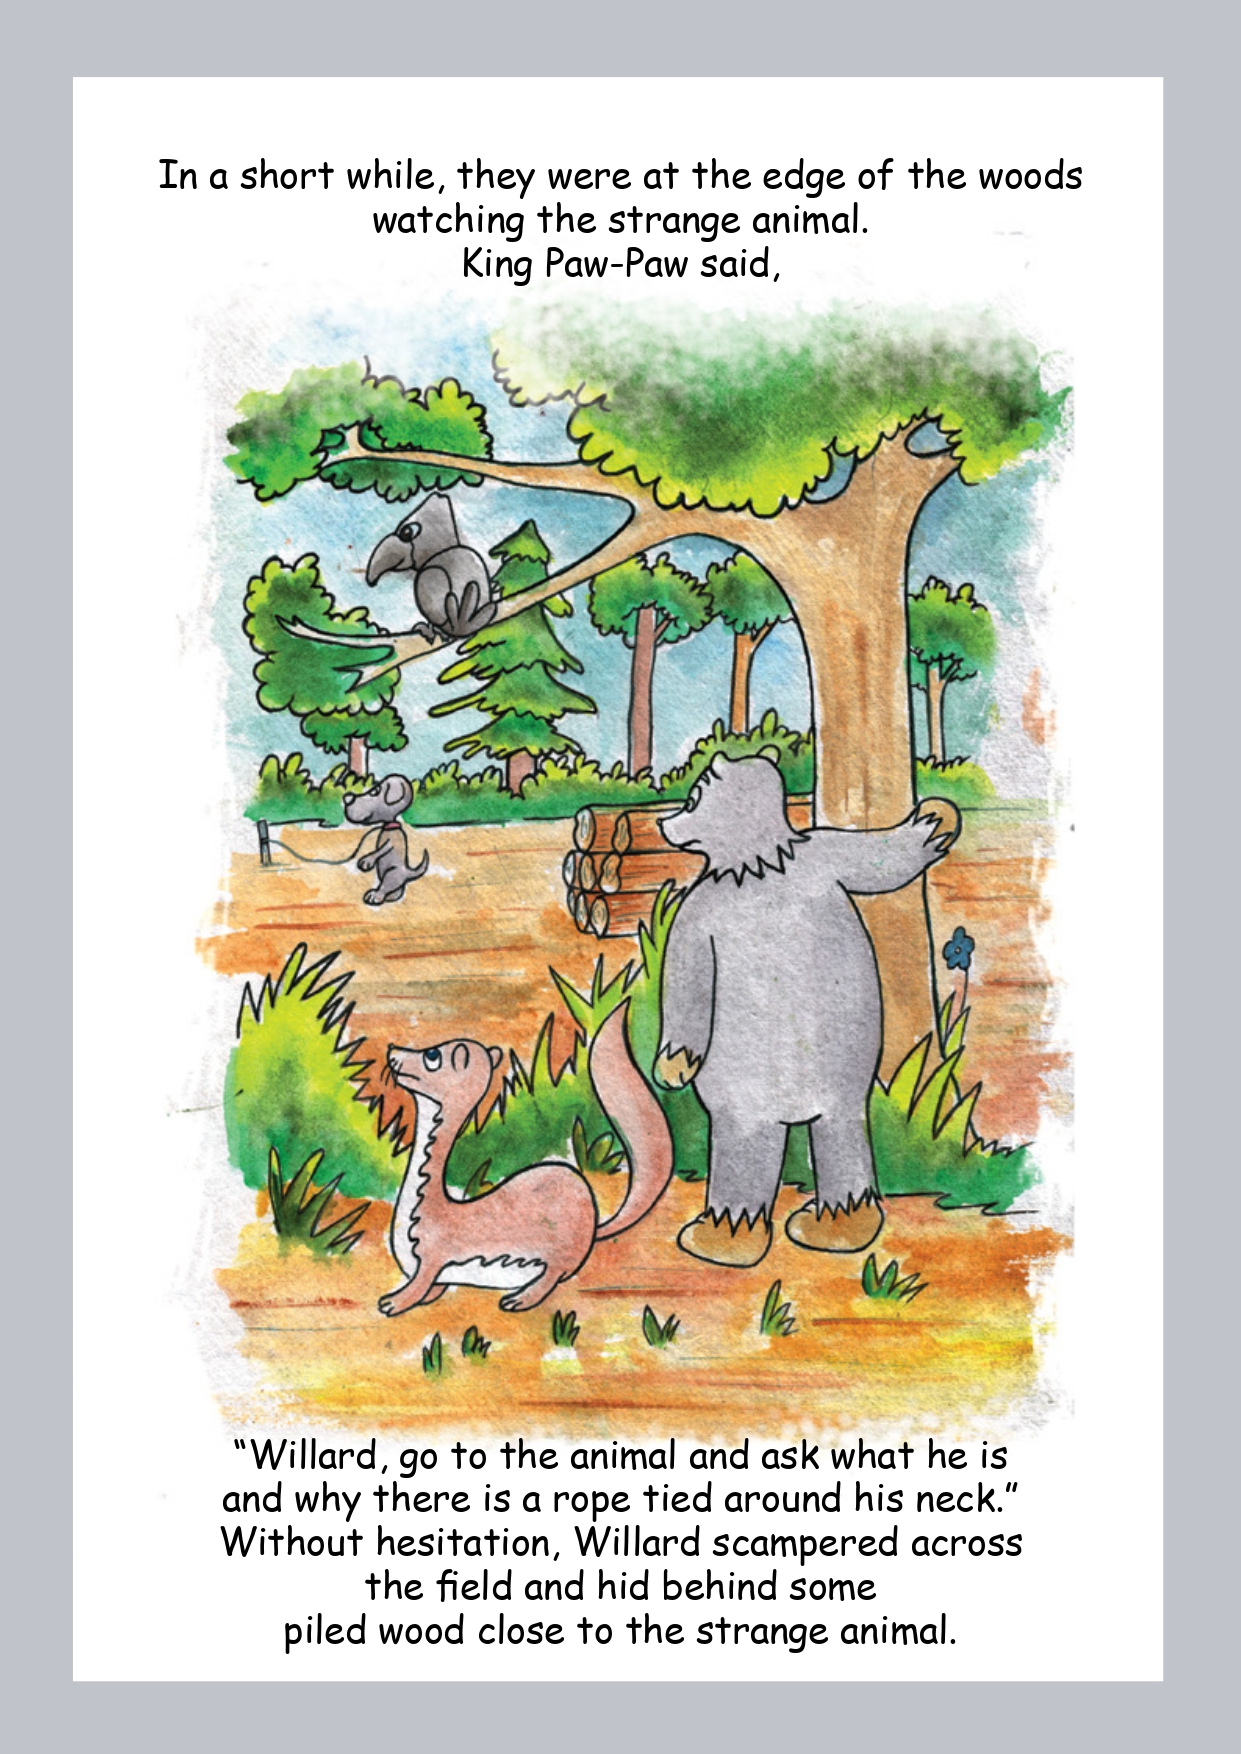 In a short while, they were at the edge of the woods
watching the strange animal.
King Paw-Paw said,
“Willard, go to the animal and ask what he is
and why there is a rope tied around his neck.”
Without hesitation, Willard scampered across
the field and hid behind some
piled wood close to the strange animal.